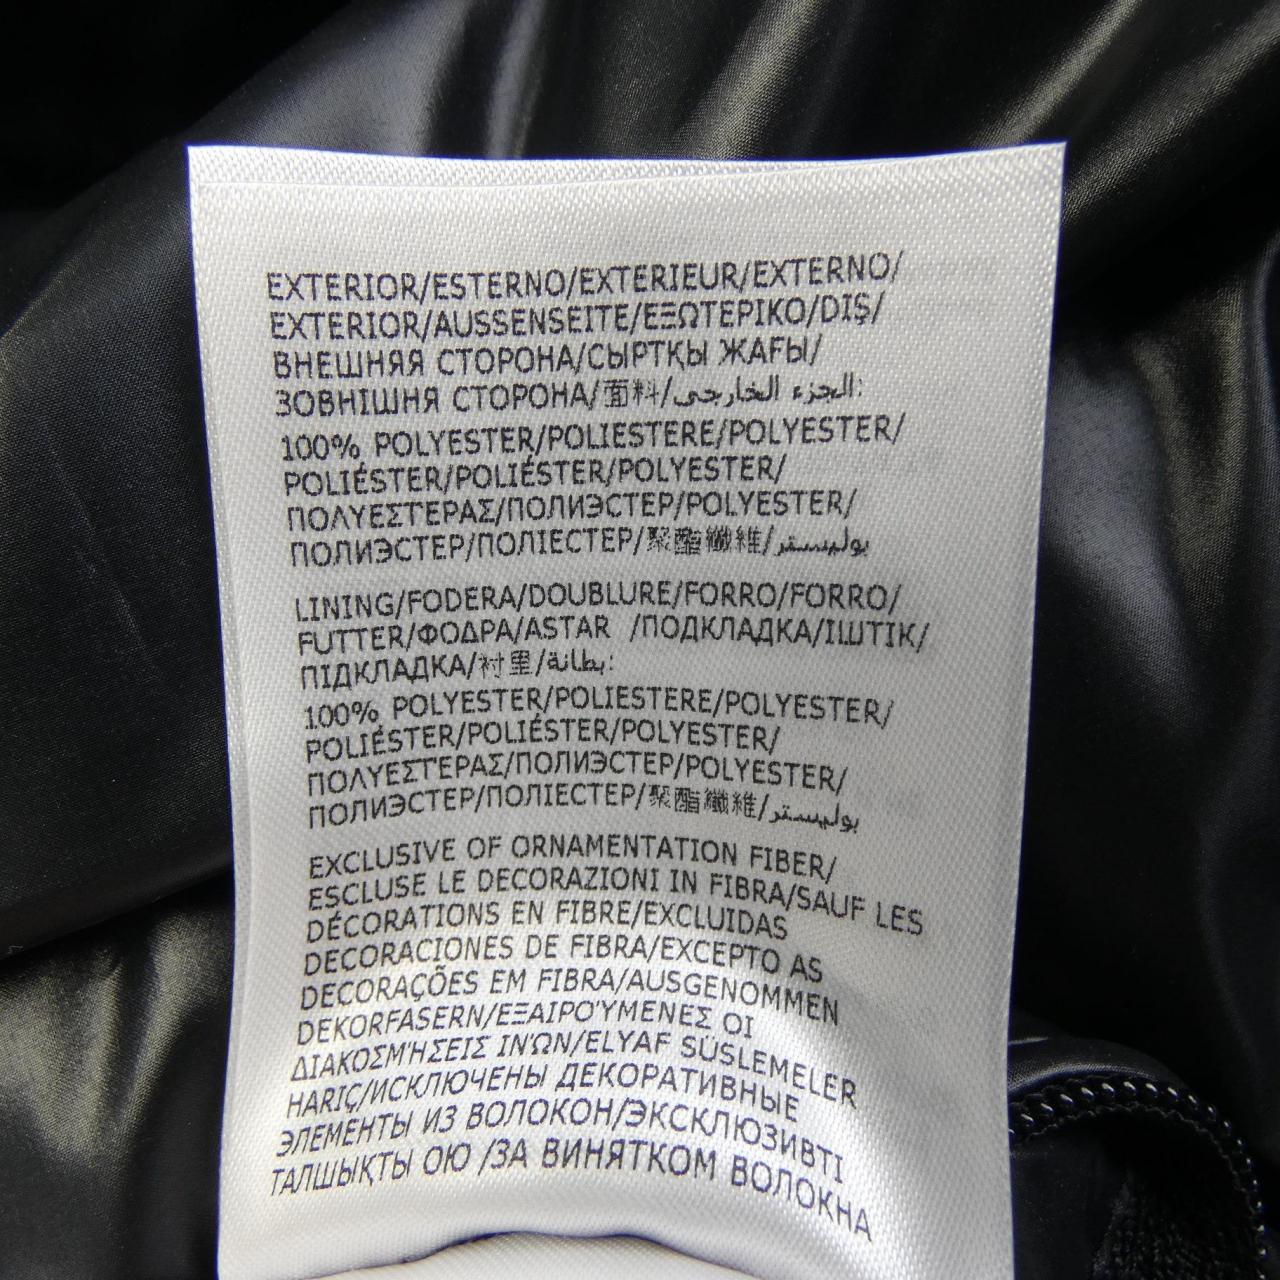 EXTERIOR/ESTERNO/EXTERIEUR/EXTERNO/
EXTERIOR/AUSSENSEITE/ΕΞΩΤΕΡΙΚΟ/DIŞ/
ВНЕШНЯЯ СТОРОНА/СЫРТҚЫ ЖАҒЫ/
ЗОВНІШНЯ СТОРОНА/面料/الجزء الخارجي:
100% POLYESTER/POLIESTERE/POLYESTER/
POLIÉSTER/POLIÉSTER/POLYESTER/
ΠΟΛΥΕΣΤΕΡΑΣ/ПОЛИЭСТЕР/POLYESTER/
ПОЛИЭСТЕР/ПОЛІЕСТЕР/聚酯纖維/بوليستر
LINING/FODERA/DOUBLURE/FORRO/FORRO/
FUTTER/ΦΟΔΡΑ/ASTAR /ПОДКЛАДКА/ІШТІК/
ПІДКЛАДКА/衬里/بطانة:
100% POLYESTER/POLIESTERE/POLYESTER/
POLIÉSTER/POLIÉSTER/POLYESTER/
ΠΟΛΥΕΣΤΕΡΑΣ/ПОЛИЭСТЕР/POLYESTER/
ПОЛИЭСТЕР/ПОЛІЕСТЕР/聚酯纖維/بوليستر
EXCLUSIVE OF ORNAMENTATION FIBER/
ESCLUSE LE DECORAZIONI IN FIBRA/SAUF LES
DÉCORATIONS EN FIBRE/EXCLUIDAS
DECORACIONES DE FIBRA/EXCEPTO AS
DECORAÇÕES EM FIBRA/AUSGENOMMEN
DEKORFASERN/ΕΞΑΙΡΟΎΜΕΝΕΣ ΟΙ
ΔΙΑΚΟΣΜΉΣΕΙΣ ΙΝΏΝ/ELYAF SÜSLEMELER
HARIÇ/ИСКЛЮЧЕНЫ ДЕКОРАТИВНЫЕ
ЭЛЕМЕНТЫ ИЗ ВОЛОКОН/ЭКСКЛЮЗИВТІ
ТАЛШЫҚТЫ ОЮ /ЗА ВИНЯТКОМ ВОЛОКНА